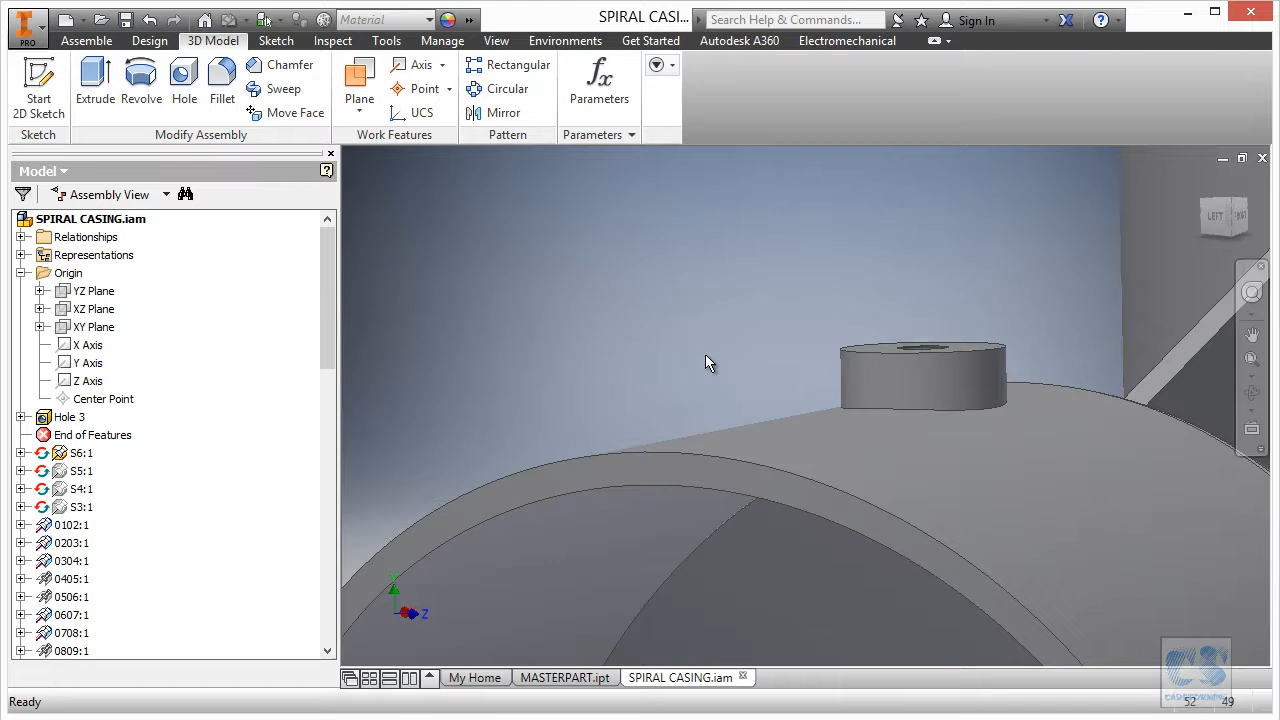 PRO
Material
SPIRAL CASI...
Search Help & Commands...
Sign In
Assemble
Design
3D Model
Sketch
Inspect
Tools
Manage
View
Environments
Get Started
Autodesk A360
Electromechanical
Start
2D Sketch
Extrude
Revolve
Hole
Fillet
Chamfer
Sweep
Move Face
Plane
Axis
Point
UCS
Rectangular
Circular
Mirror
fx
Parameters
Sketch
Modify Assembly
Work Features
Pattern
Parameters
Model
Assembly View
SPIRAL CASING.iam
Relationships
Representations
Origin
YZ Plane
XZ Plane
XY Plane
X Axis
Y Axis
Z Axis
Center Point
Hole 3
End of Features
S6:1
S5:1
S4:1
S3:1
0102:1
0203:1
0304:1
0405:1
0506:1
0607:1
0708:1
0809:1
LEFT
FRONT
Y
Z
My Home
MASTERPART.ipt
SPIRAL CASING.iam
CS
Ready
52
49